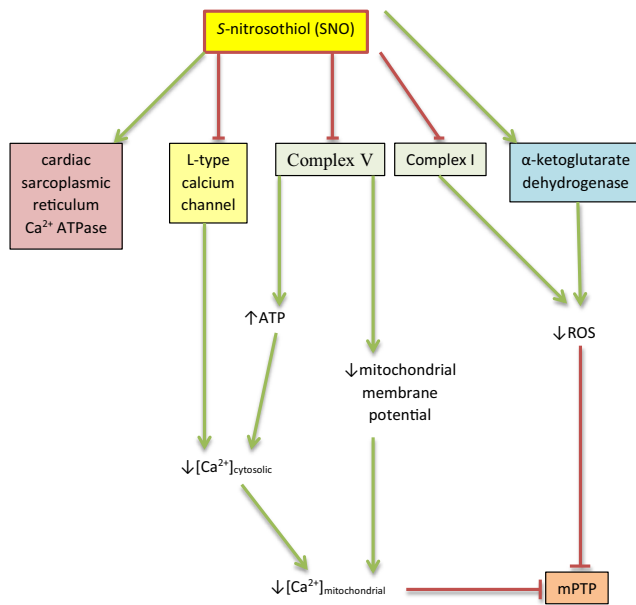 S-nitrosothiol (SNO)
cardiac
sarcoplasmic
reticulum
Ca²⁺ ATPase
L-type
calcium
channel
Complex V
Complex I
α-ketoglutarate
dehydrogenase
↑ATP
↓ROS
↓mitochondrial
membrane
potential
↓[Ca²⁺]cytosolic
↓[Ca²⁺]mitochondrial
mPTP